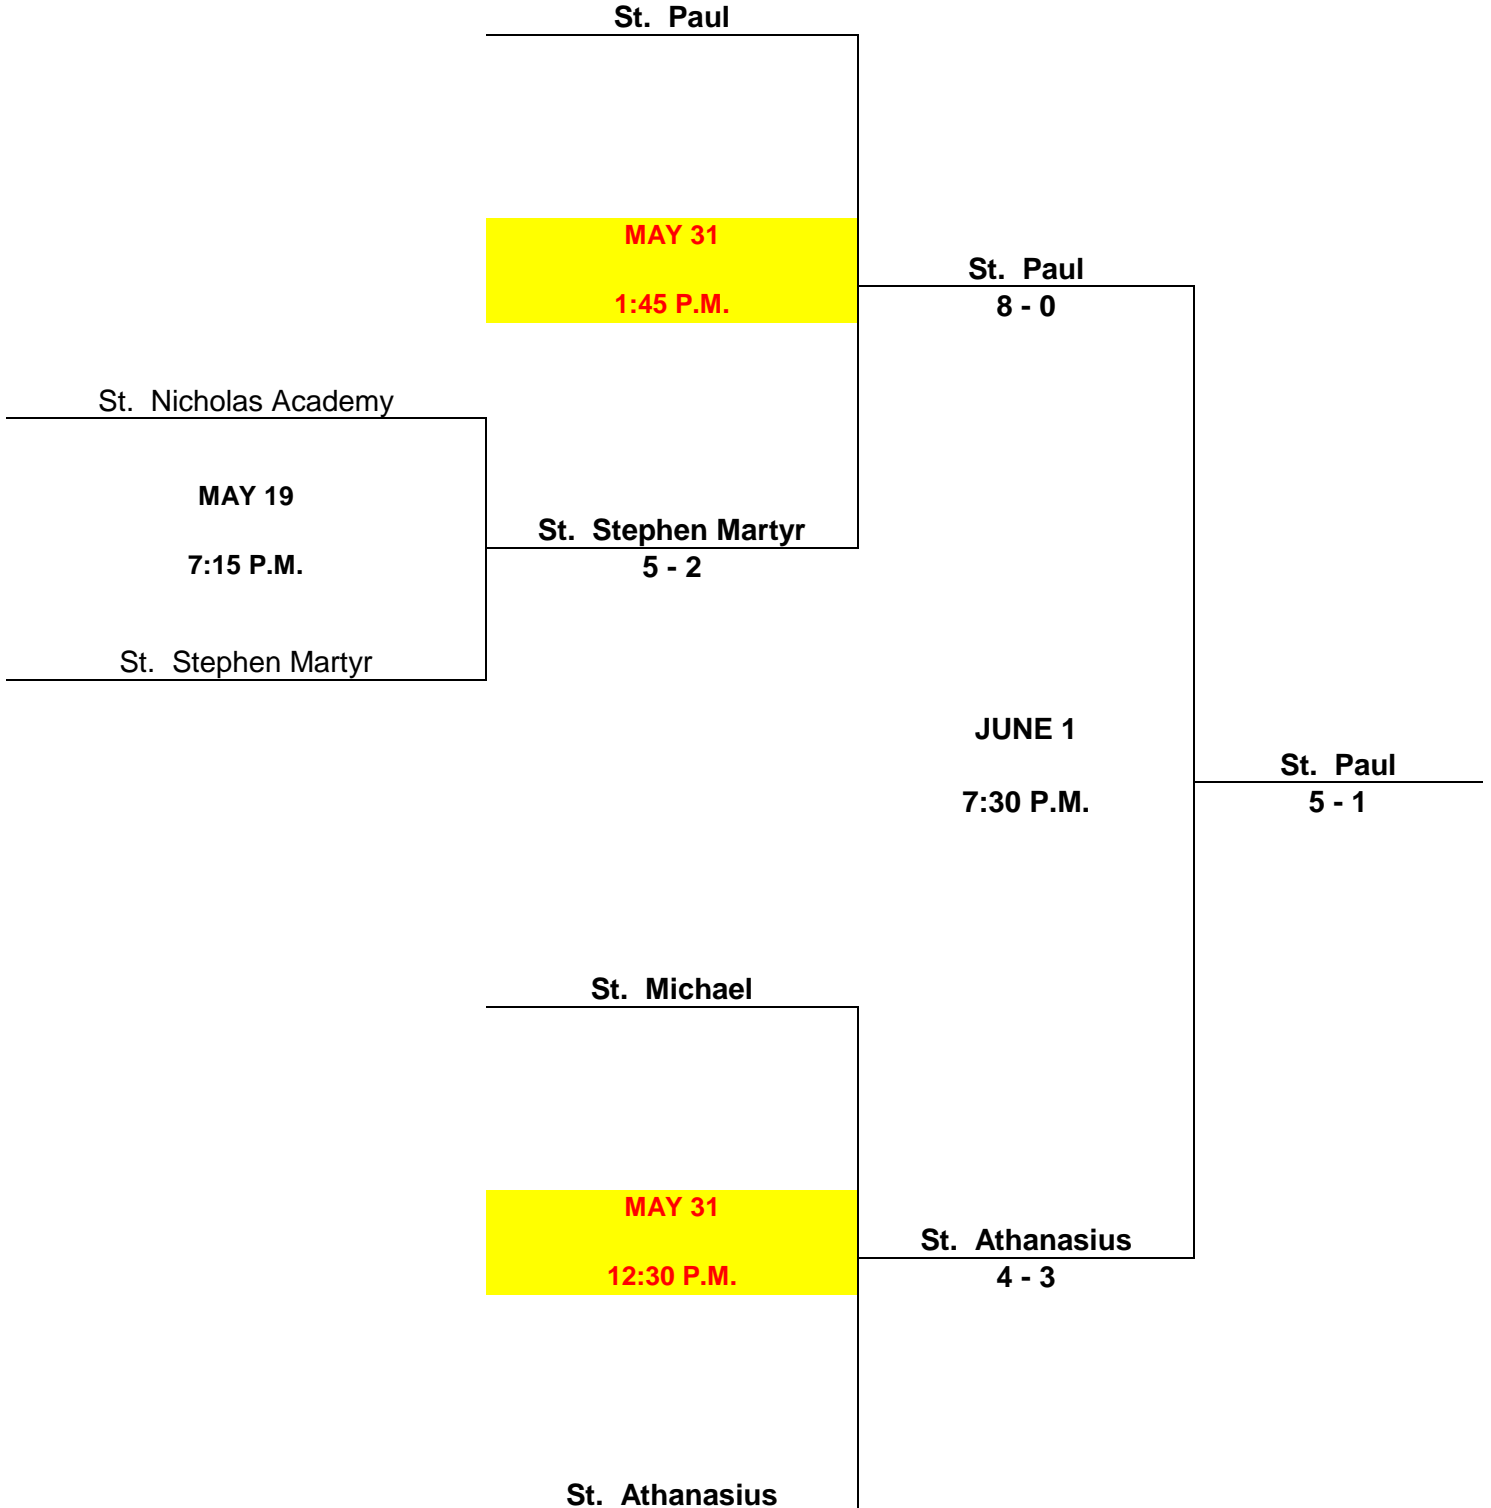 St. Paul
MAY 31
St. Paul
1:45 P.M.
8 - 0
St. Nicholas Academy
MAY 19
St. Stephen Martyr
7:15 P.M.
5 - 2
St. Stephen Martyr
JUNE 1
St. Paul
7:30 P.M.
5 - 1
St. Michael
MAY 31
St. Athanasius
12:30 P.M.
4 - 3
St. Athanasius